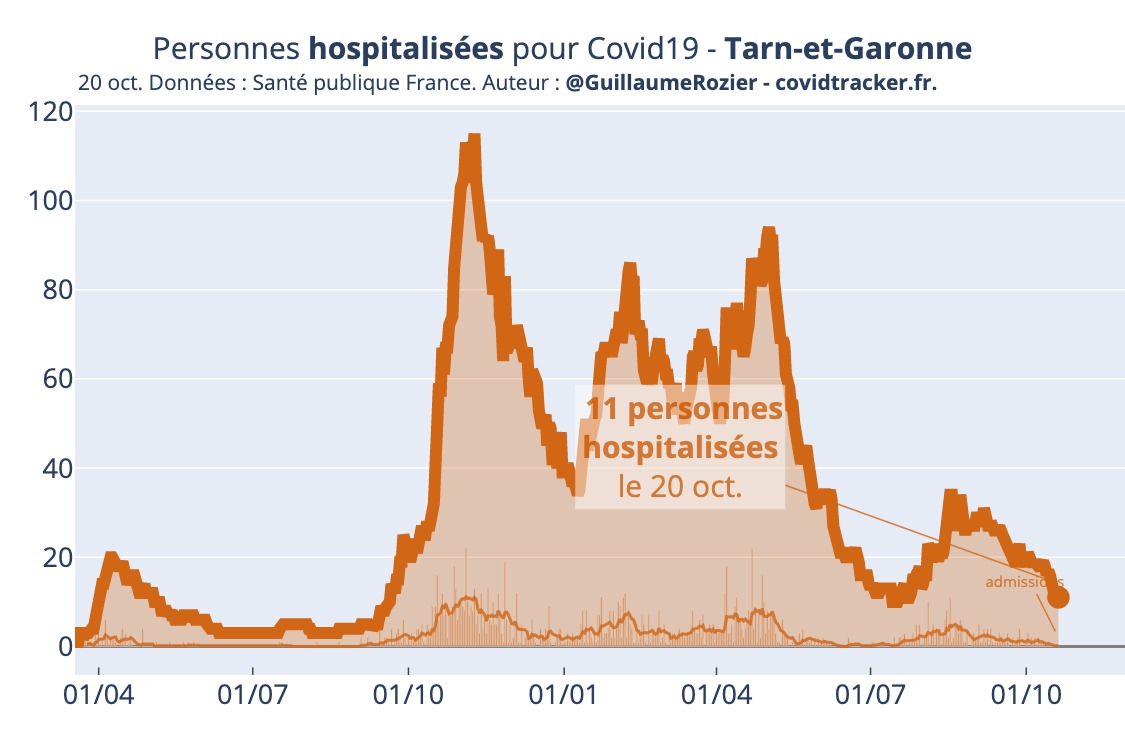 Personnes hospitalisées pour Covid19 - Tarn-et-Garonne
20 oct. Données : Santé publique France. Auteur : @GuillaumeRozier - covidtracker.fr.
120
100
80
60
40
20
0
11 personnes
hospitalisées
le 20 oct.
admissions
01/04 01/07 01/10 01/01 01/04 01/07 01/10